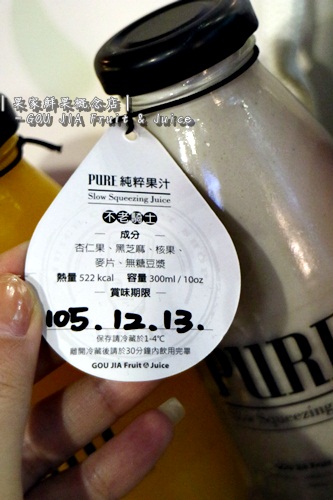 | 果家鮮果概念店 |
- GOU JIA Fruit & Juice -
PURE 純粹果汁
Slow Squeezing Juice
不老騎士
成分
杏仁果、黑芝麻、核果、
麥片、無糖豆漿
熱量 522 kcal 容量 300ml / 10oz
賞味期限
105.12.13.
保存請冷藏於1-4℃
離開冷藏後請於30分鐘內飲用完畢
GOU JIA Fruit & Juice
PURE
Slow Squeezing